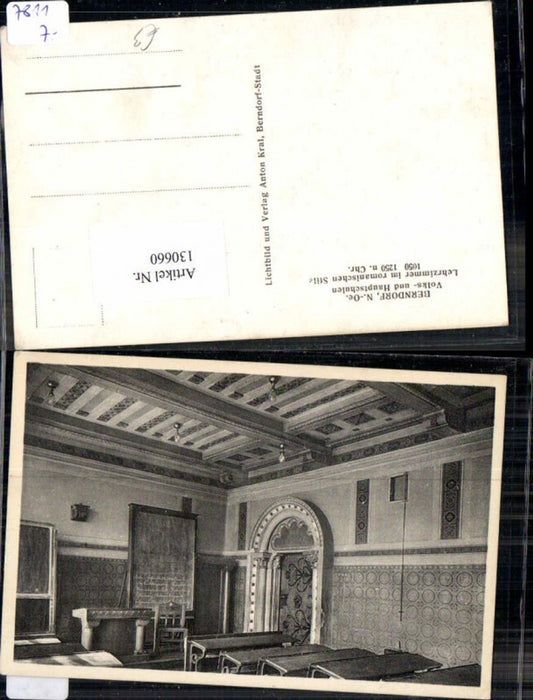 7811
7.-
£3
Lichtbild und Verlag Anton Kral, Berndorf-Stadt
Artikel Nr.
130660
BERNDORF, N.-Oe.
Volks- und Hauptschulen
Lehrzimmer im romanischen Stile
1050 1250 n. Chr.